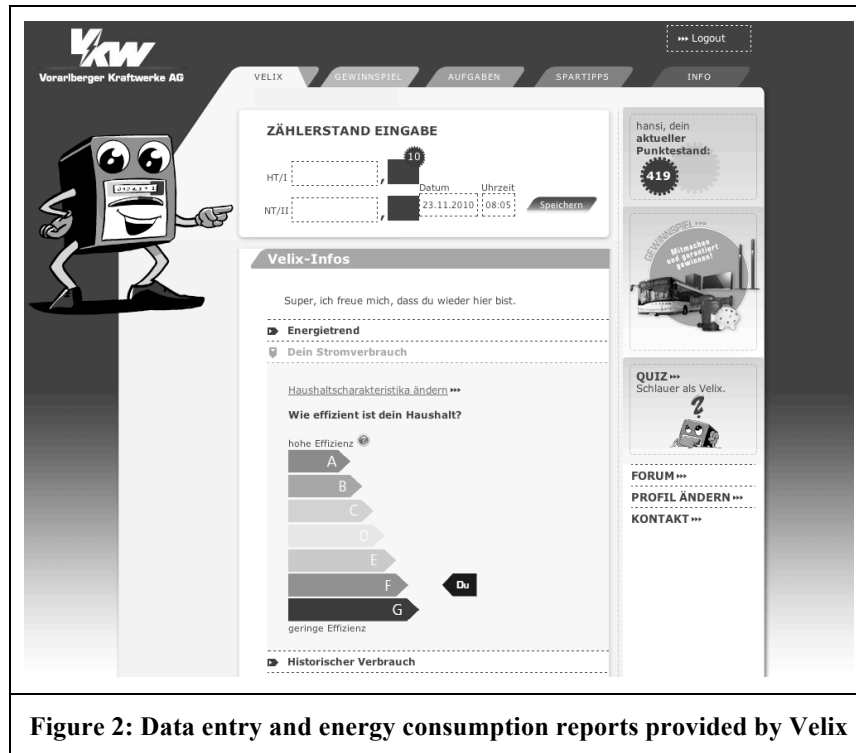 VKW
Vorarlberger Kraftwerke AG
››› Logout
VELIX
GEWINNSPIEL
AUFGABEN
SPARTIPPS
INFO
ZÄHLERSTAND EINGABE
10
HT/I
,
Datum
Uhrzeit
NT/II
,
23.11.2010
08:05
Speichern
hansi, dein
aktueller
Punktestand:
419
GEWINNSPIEL›››
Mitmachen
und garantiert
gewinnen!
Velix-Infos
Super, ich freue mich, dass du wieder hier bist.
Energietrend
Dein Stromverbrauch
Haushaltscharakteristika ändern ›››
Wie effizient ist dein Haushalt?
hohe Effizienz ?
A
B
C
D
E
F
Du
G
geringe Effizienz
Historischer Verbrauch
QUIZ›››
Schlauer als Velix.
?
FORUM›››
PROFIL ÄNDERN›››
KONTAKT›››
Figure 2: Data entry and energy consumption reports provided by Velix